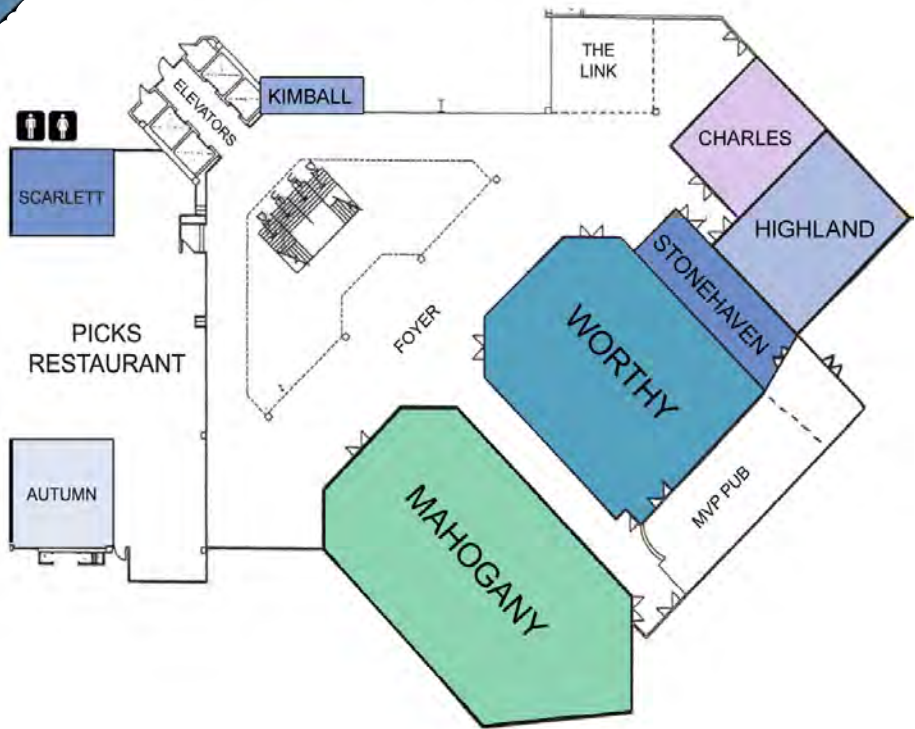 THE
LINK
ELEVATORS
KIMBALL
CHARLES
SCARLETT
HIGHLAND
STONEHAVEN
PICKS
RESTAURANT
FOYER
WORTHY
AUTUMN
MAHOGANY
MVP PUB